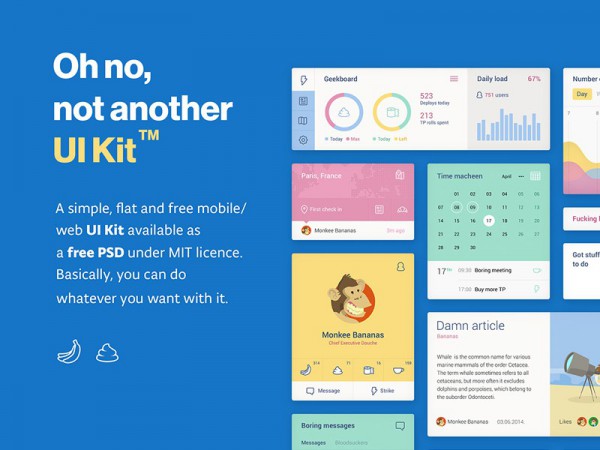 Oh no,
not another
UI Kit™
A simple, flat and free mobile/
web UI Kit available as
a free PSD under MIT licence.
Basically, you can do
whatever you want with it.
Geekboard
523
Deploys today
213
TP rolls spent
Today
Max
Today
Left
Daily load 67%
751 users
Number o
Day
Paris, France
First check in
Monkee Bananas
5m ago
Time macheen
April
01 02 03 04 05
07 08 09 10 11 12 13
14 15 16 17 18 19 20
21 22 23 24 25 26 27
28 29 30
17
09:30 Boring meeting
17:00 Buy more TP
Fucking l
Got stuff
to do
Monkee Bananas
Chief Executive Douche
Message
Strike
Damn article
Bananas
Whale is the common name for various
marine mammals of the order Cetacea.
The term whale sometimes refers to all
cetaceans, but more often it excludes
dolphins and porpoises, which belong to
the suborder Odontoceti.
Monkee Bananas
03.06.2014.
Likes
Boring messages
Messages